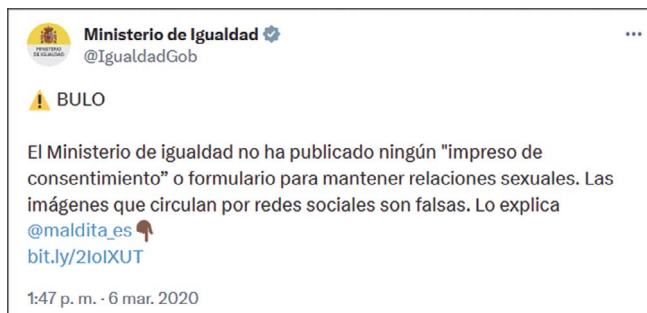 Ministerio de Igualdad
@IgualdadGob
MINISTERIO
DE IGUALDAD
⚠️ BULO
El Ministerio de igualdad no ha publicado ningún "impreso de
consentimiento” o formulario para mantener relaciones sexuales. Las
imágenes que circulan por redes sociales son falsas. Lo explica
@maldita_es👇🏾
bit.ly/2IoIXUT
1:47 p. m. · 6 mar. 2020